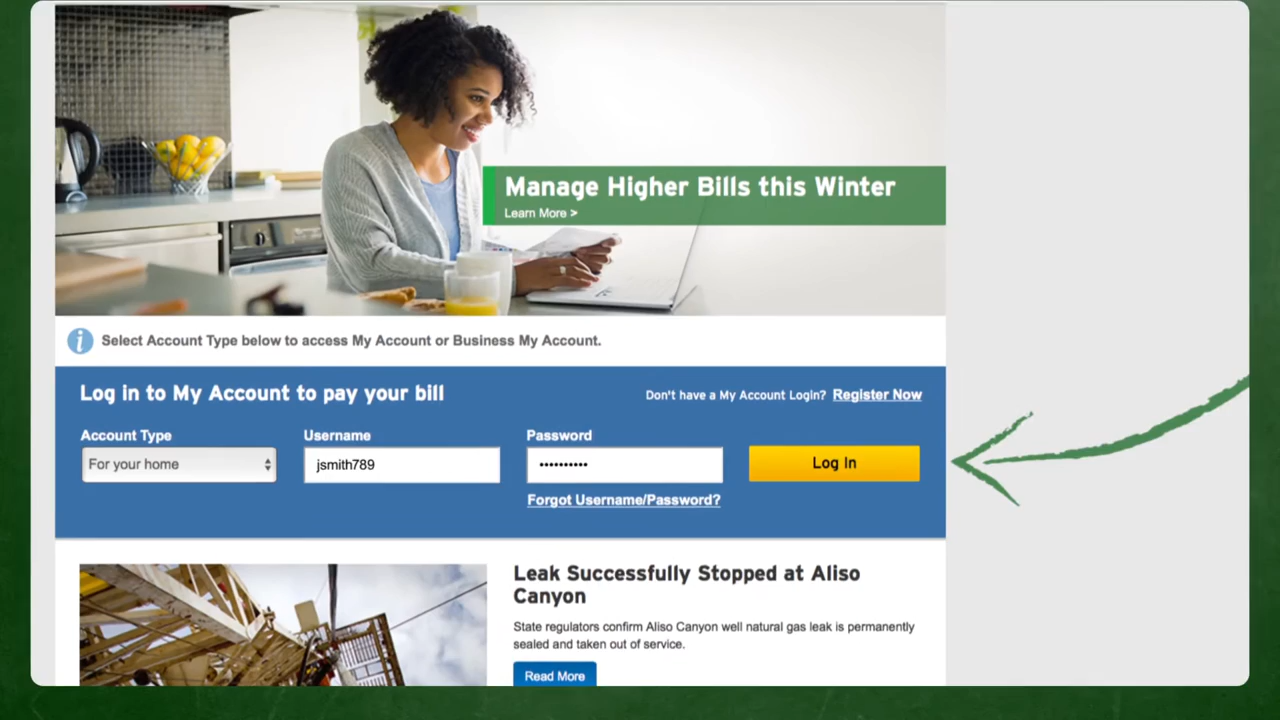 Manage Higher Bills this Winter
Learn More >
Select Account Type below to access My Account or Business My Account.
Log in to My Account to pay your bill
Don't have a My Account Login? Register Now
Account Type
Username
Password
For your home
jsmith789
••••••••••
Log In
Forgot Username/Password?
Leak Successfully Stopped at Aliso
Canyon
State regulators confirm Aliso Canyon well natural gas leak is permanently
sealed and taken out of service.
Read More